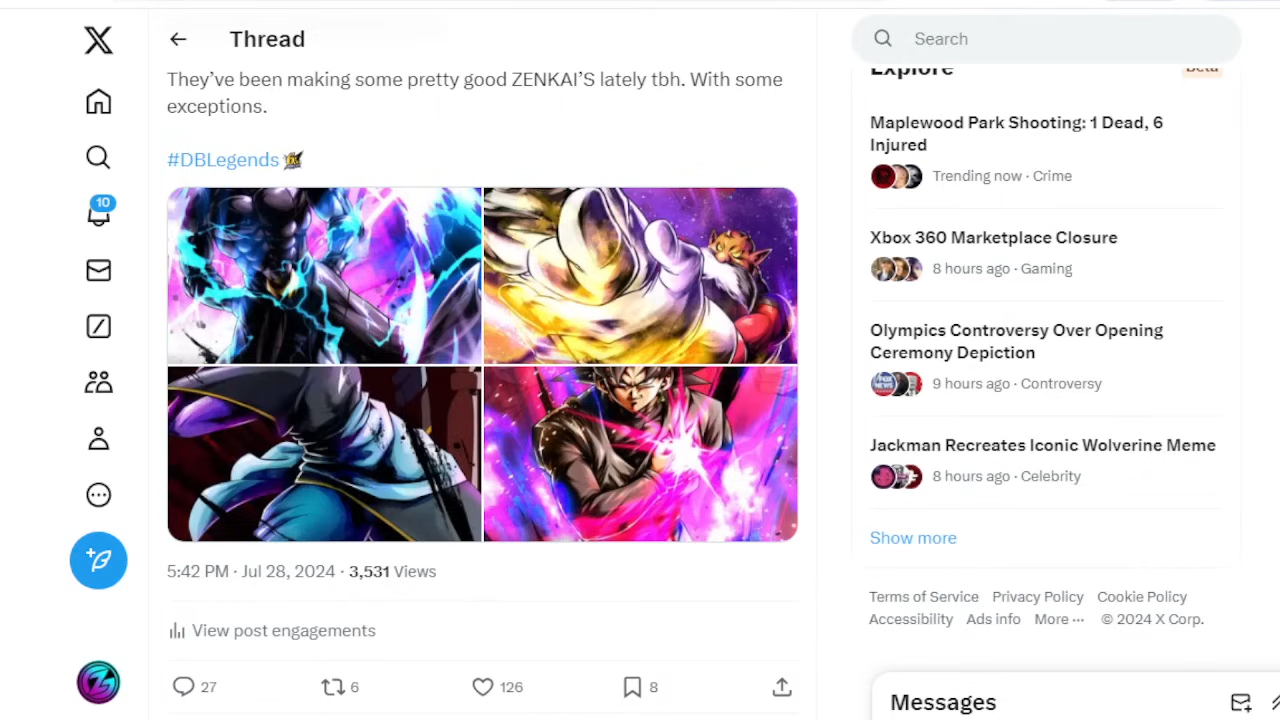 Thread
They’ve been making some pretty good ZENKAI’S lately tbh. With some
exceptions.
#DBLegends
5:42 PM · Jul 28, 2024 · 3,531 Views
View post engagements
27
6
126
8
10
Search
Explore
Beta
Maplewood Park Shooting: 1 Dead, 6
Injured
Trending now · Crime
Xbox 360 Marketplace Closure
8 hours ago · Gaming
Olympics Controversy Over Opening
Ceremony Depiction
FOX NEWS
9 hours ago · Controversy
Jackman Recreates Iconic Wolverine Meme
8 hours ago · Celebrity
Show more
Terms of Service Privacy Policy Cookie Policy
Accessibility Ads info More ··· © 2024 X Corp.
Messages